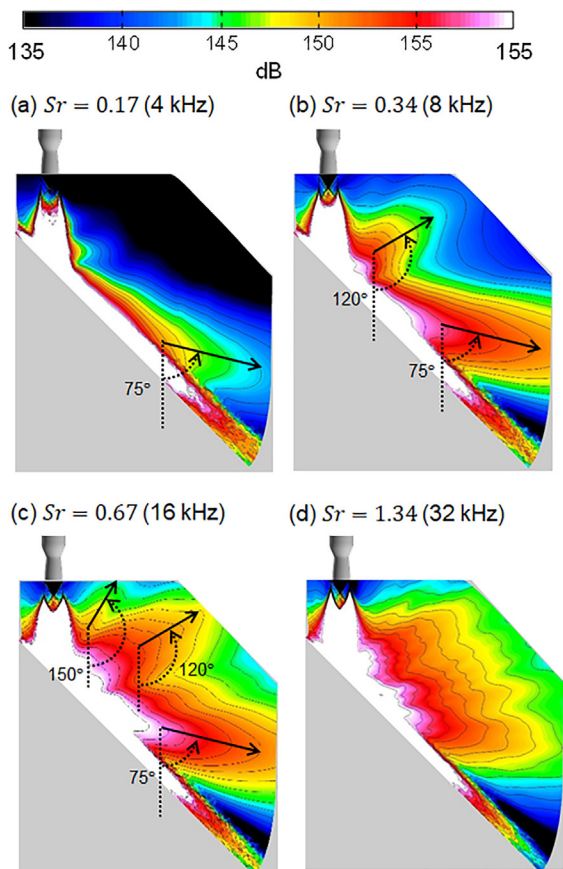 135 140 145 150 155 155
dB
(a) Sr = 0.17 (4 kHz)
(b) Sr = 0.34 (8 kHz)
120°
75°
75°
(c) Sr = 0.67 (16 kHz)
(d) Sr = 1.34 (32 kHz)
150°
120°
75°